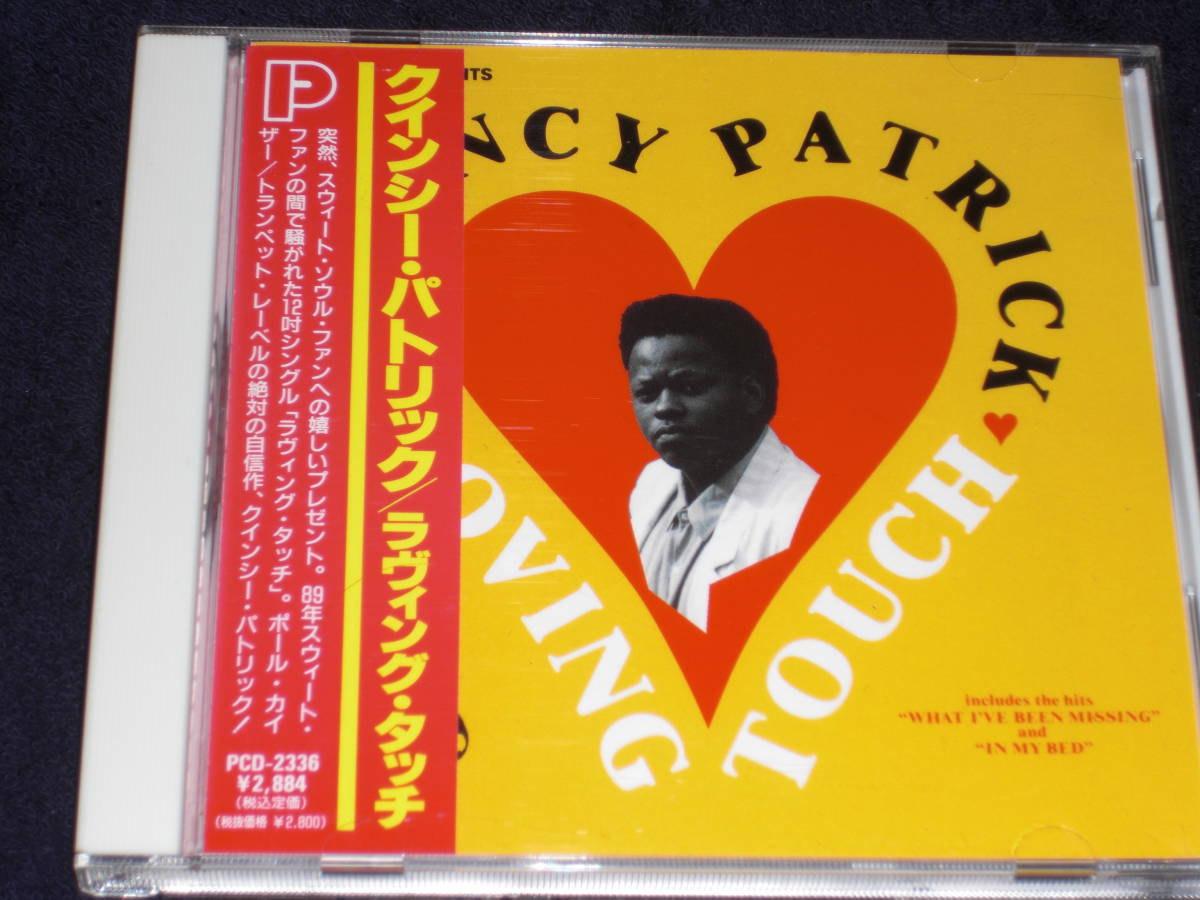 クインシー・パトリック/ラヴィング・タッチ
突然、スウィート・ソウル・ファンへの嬉しいプレゼント。89年スウィート・
ファンの間で騒がれた12吋シングル「ラヴィング・タッチ」。ポール・カイ
ザー/トランペット・レーベルの絶対の自信作、クインシー・パトリック!
PCD-2336
¥2,884
(税込定価)
(税抜価格 ¥2,800)
ITS
NCY PATRICK
OVING TOUCH
includes the hits
"WHAT I'VE BEEN MISSING"
and
"IN MY BED"